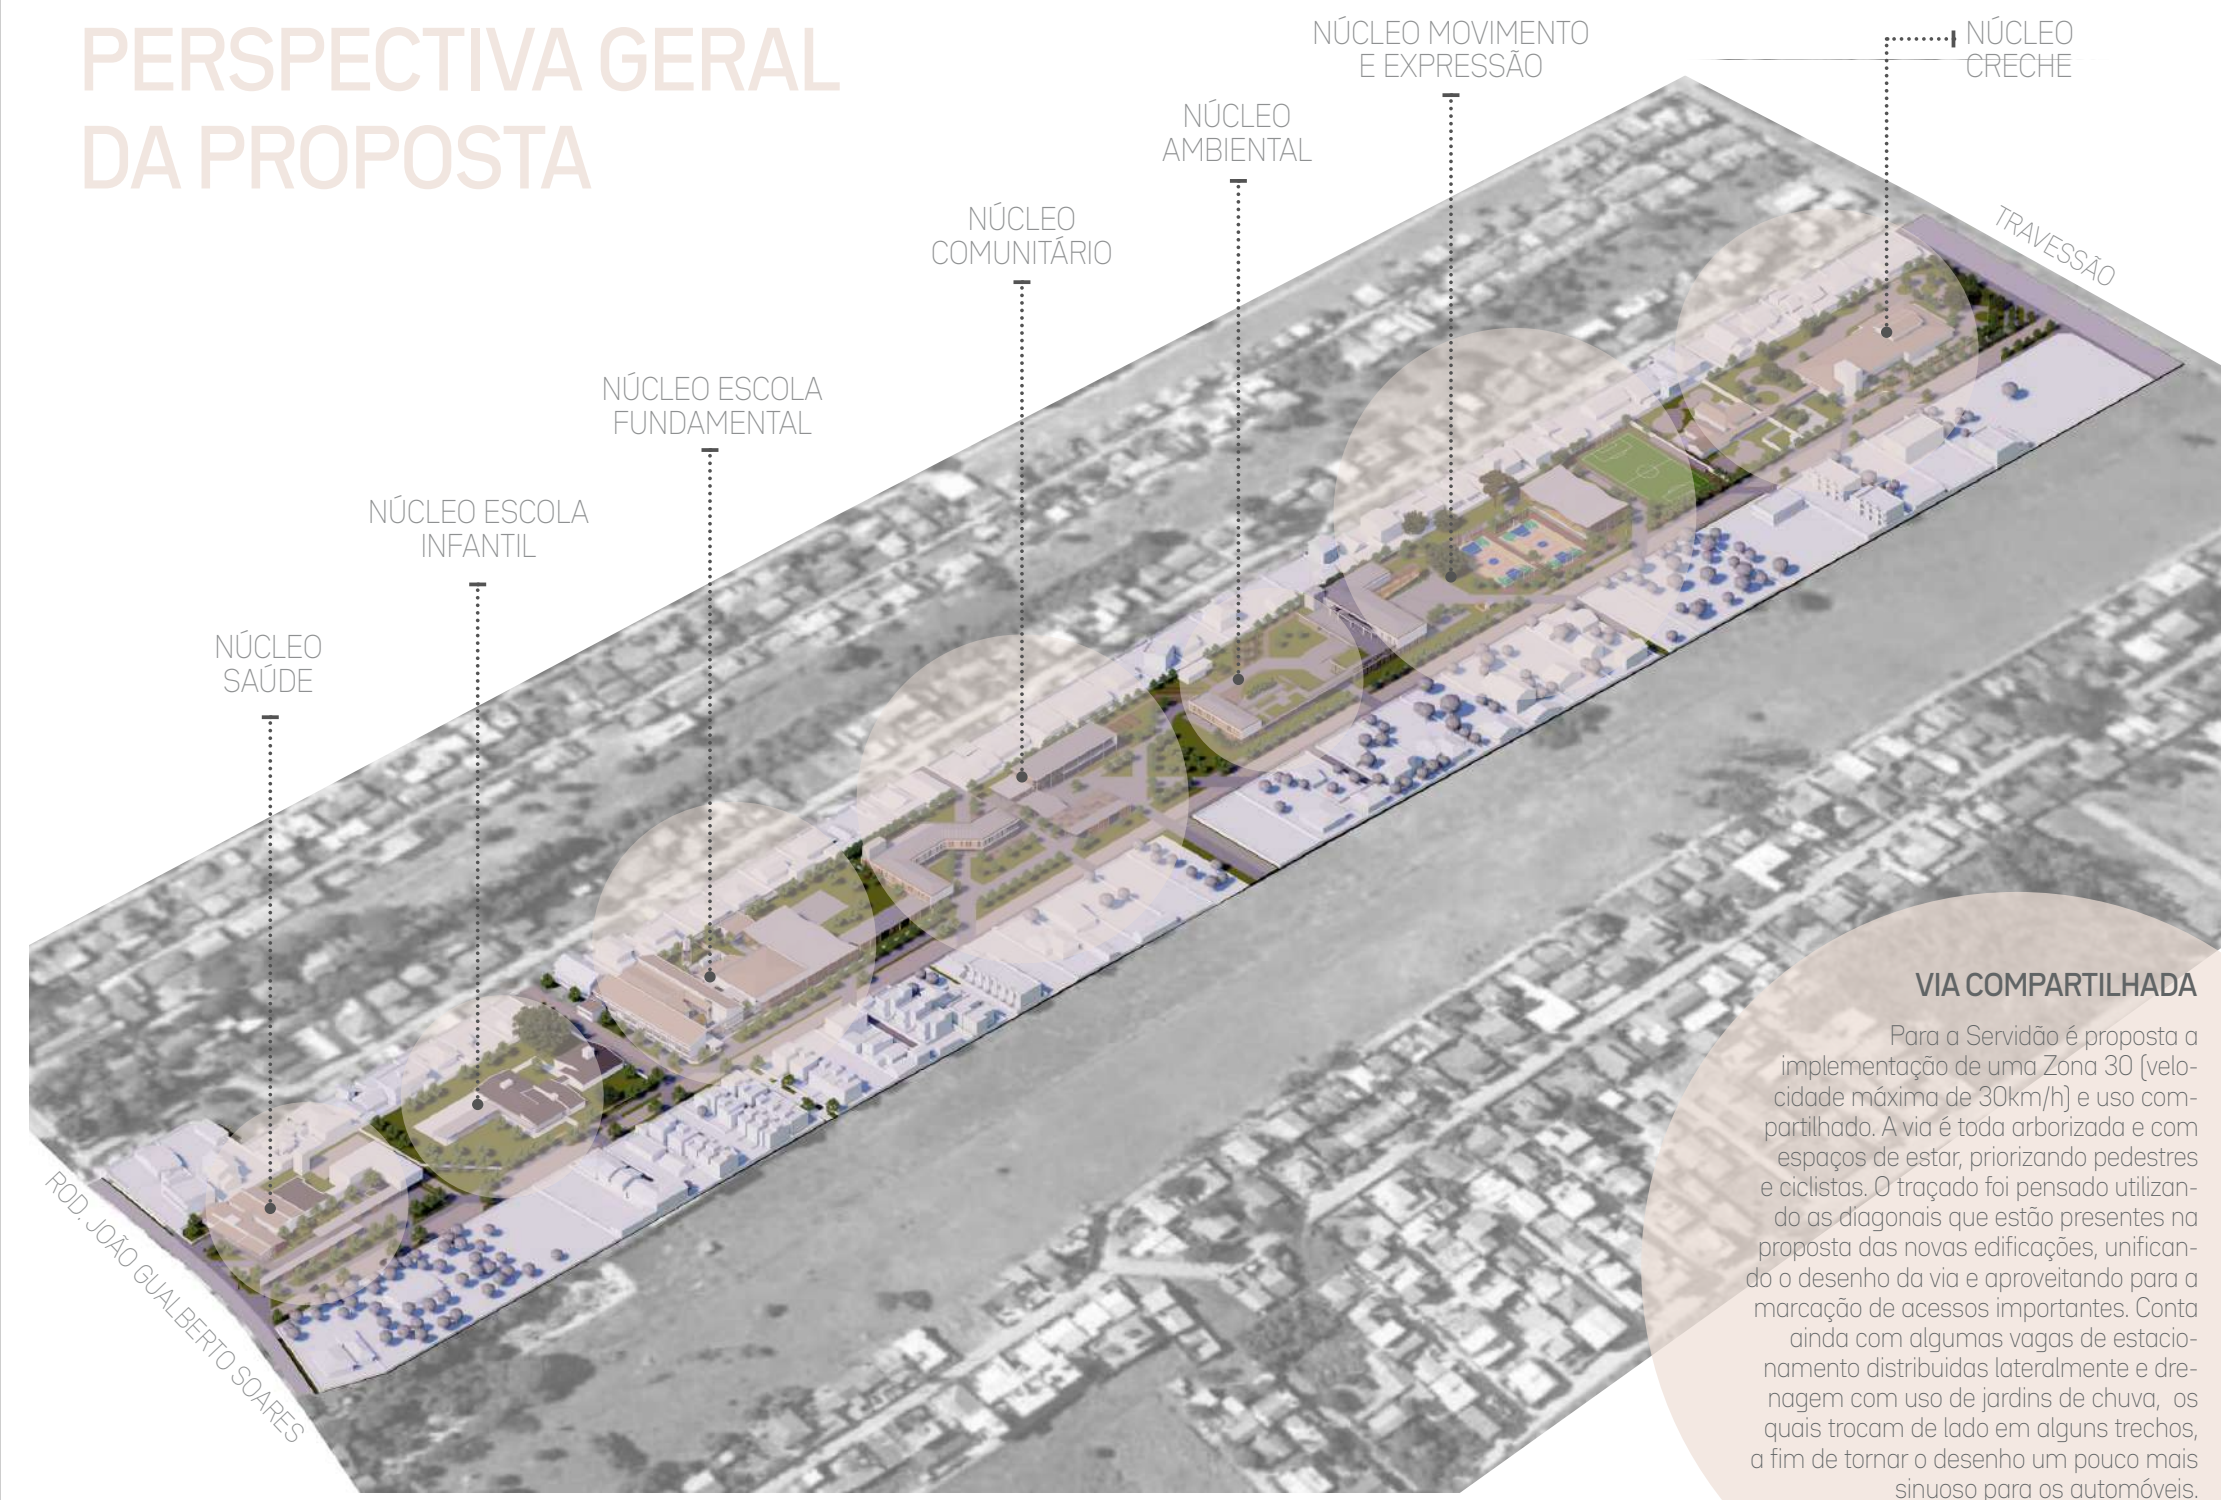 PERSPECTIVA GERAL
DA PROPOSTA
NÚCLEO MOVIMENTO
E EXPRESSÃO
NÚCLEO
CRECHE
NÚCLEO
AMBIENTAL
NÚCLEO
COMUNITÁRIO
TRAVESSÃO
NÚCLEO ESCOLA
FUNDAMENTAL
NÚCLEO ESCOLA
INFANTIL
NÚCLEO
SAÚDE
ROD. JOÃO GUALBERTO SOARES
VIA COMPARTILHADA
Para a Servidão é proposta a
implementação de uma Zona 30 (velo-
cidade máxima de 30km/h) e uso com-
partilhado. A via é toda arborizada e com
espaços de estar, priorizando pedestres
e ciclistas. O traçado foi pensado utilizan-
do as diagonais que estão presentes na
proposta das novas edificações, unifican-
do o desenho da via e aproveitando para a
marcação de acessos importantes. Conta
ainda com algumas vagas de estacio-
namento distribuidas lateralmente e dre-
nagem com uso de jardins de chuva, os
quais trocam de lado em alguns trechos,
a fim de tornar o desenho um pouco mais
sinuoso para os automóveis.